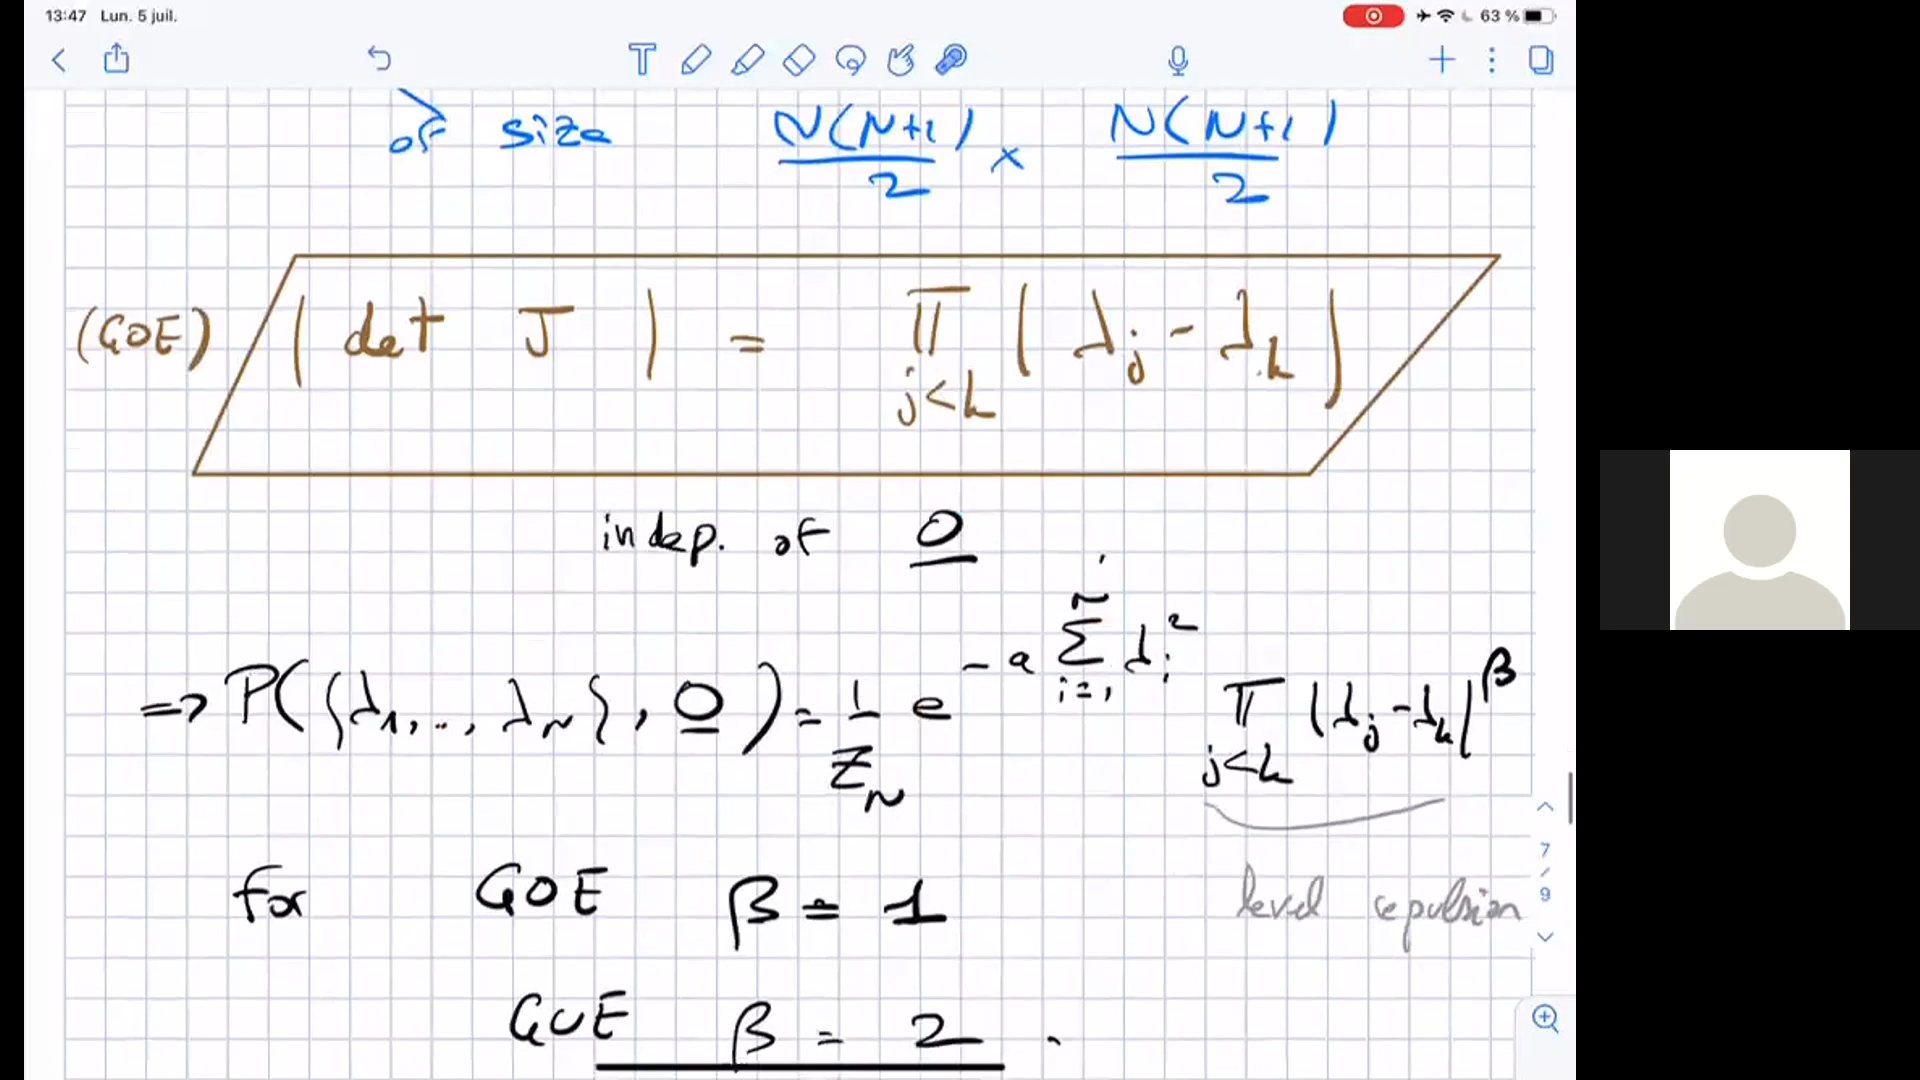 13:47 Lun. 5 juil. 63 %
of size N(N+1)/2 × N(N+1)/2
(GOE) | det J | = ∏_{j<k} | λ_j - λ_k |
indep. of O
=> P({λ_1, .., λ_N}, O) = 1/Z_N e^{-a ∑_{i=1}^{N} λ_i^2} ∏_{j<k} |λ_j - λ_k|^β
for GOE β = 1
level repulsion
GUE β = 2.
7 / 9